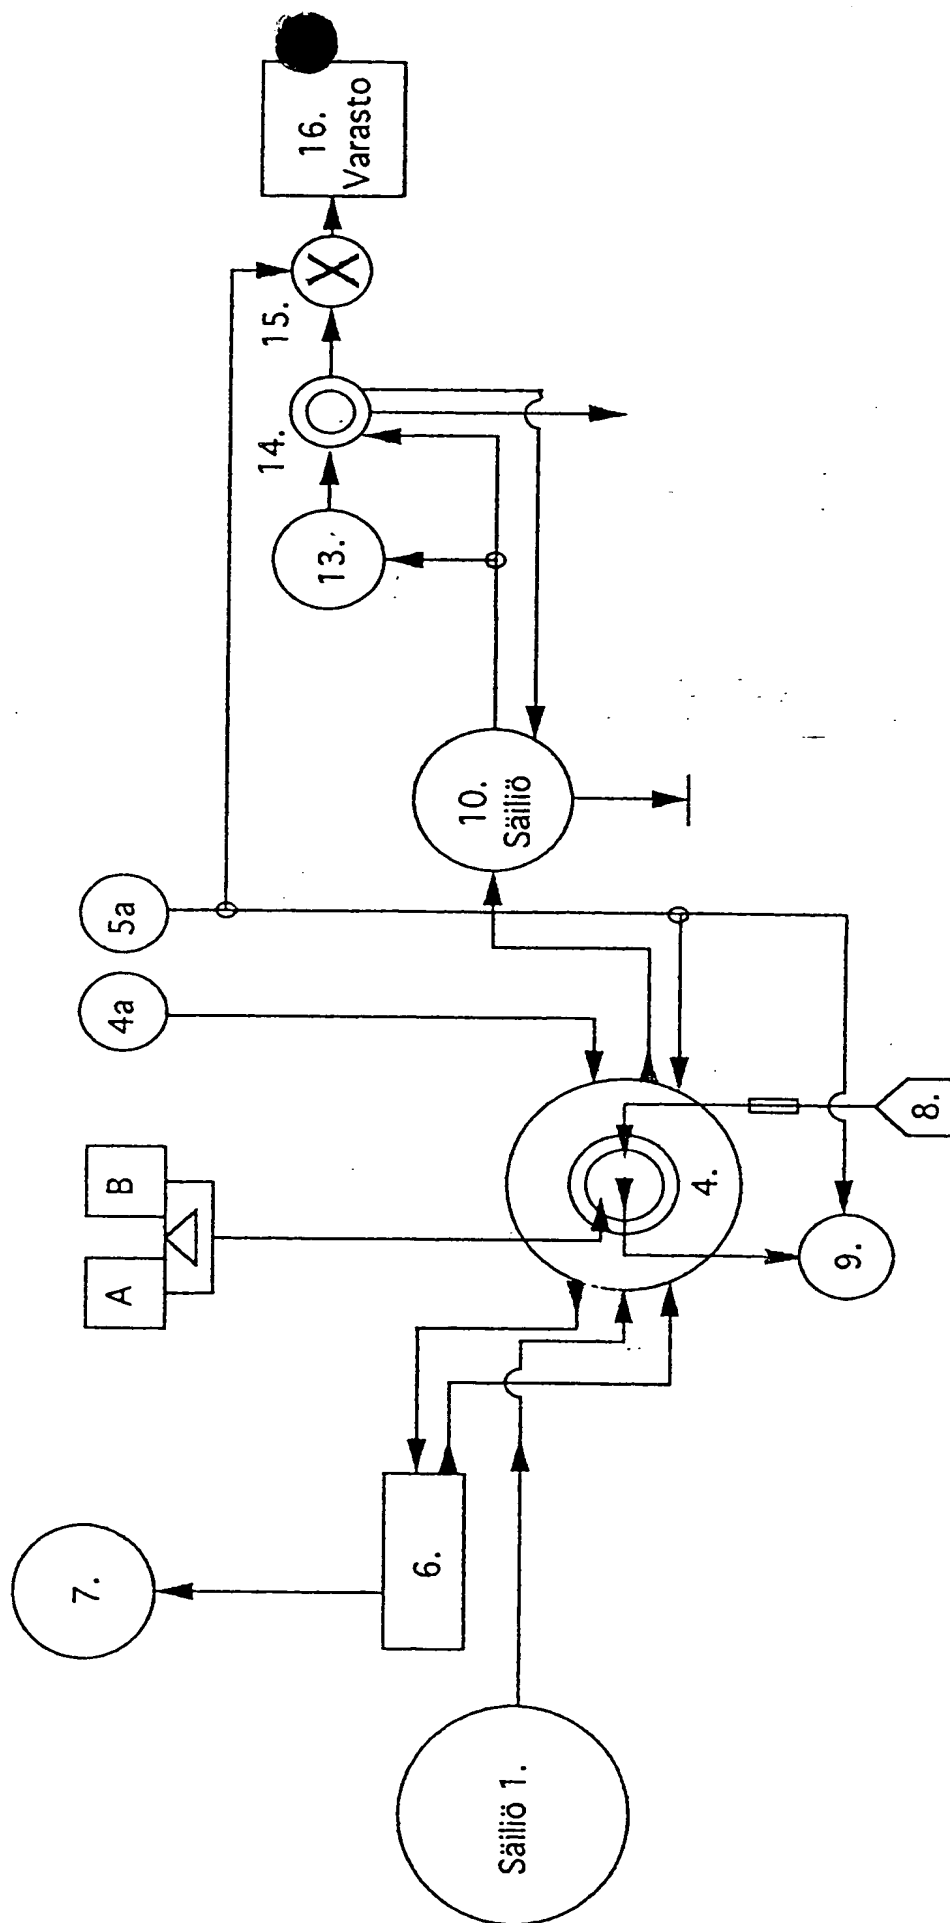 Säiliö 1.
7.
6.
A
B
4a
5a
4.
8.
9.
10.
Säiliö
13.
14.
15.
X
16.
Varasto